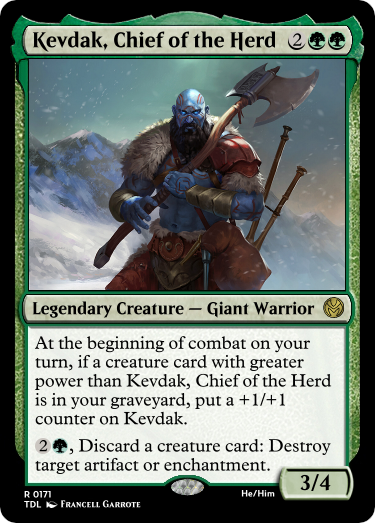 Kevdak, Chief of the Herd 2
Legendary Creature — Giant Warrior
At the beginning of combat on your
turn, if a creature card with greater
power than Kevdak, Chief of the Herd
is in your graveyard, put a +1/+1
counter on Kevdak.
2 , Discard a creature card: Destroy
target artifact or enchantment.
3/4
R 0171 He/Him
TDL Francell Garrote